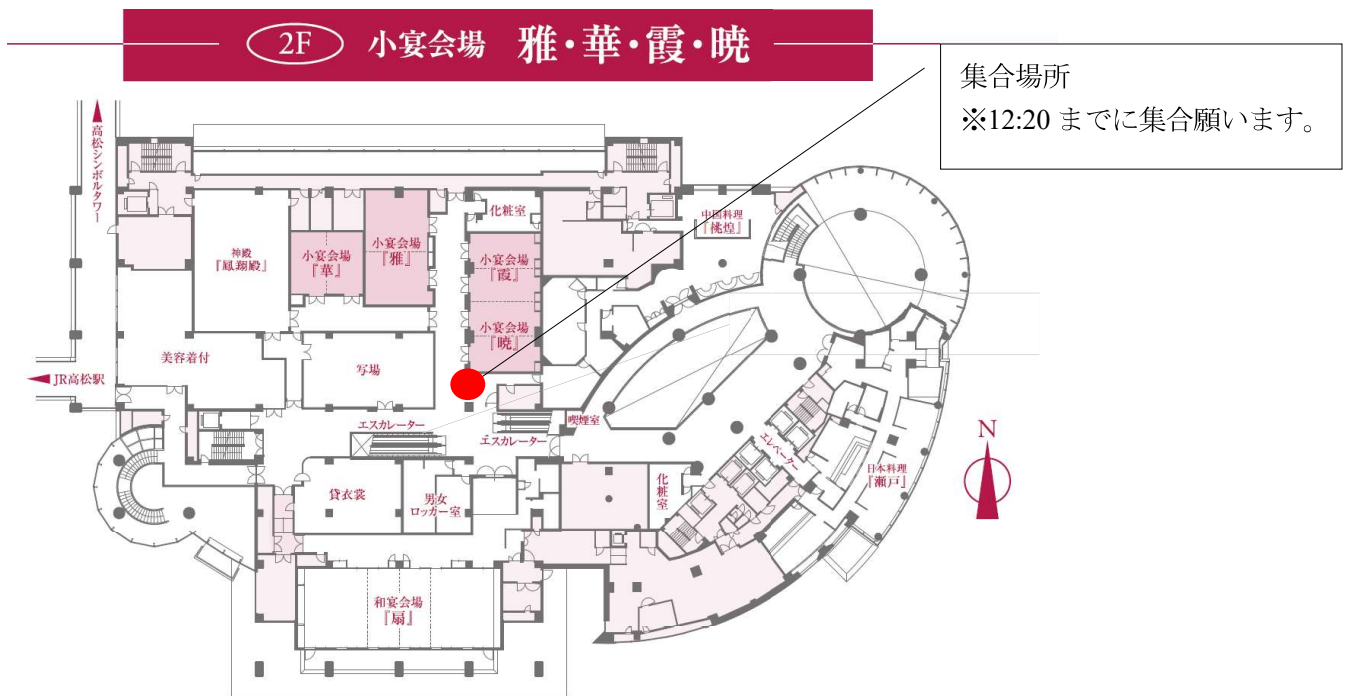 2F 小宴会場 雅・華・霞・暁
集合場所
※12:20 までに集合願います。
高松シンボルタワー
化粧室
中国料理
『桃煌』
神殿
『鳳翔殿』
小宴会場
『華』
小宴会場
『雅』
小宴会場
『霞』
小宴会場
『暁』
美容着付
写場
JR高松駅
エスカレーター
エスカレーター
喫煙室
エレベーター
日本料理
『瀬戸』
N
貸衣裳
男女
ロッカー室
化粧室
和宴会場
『扇』